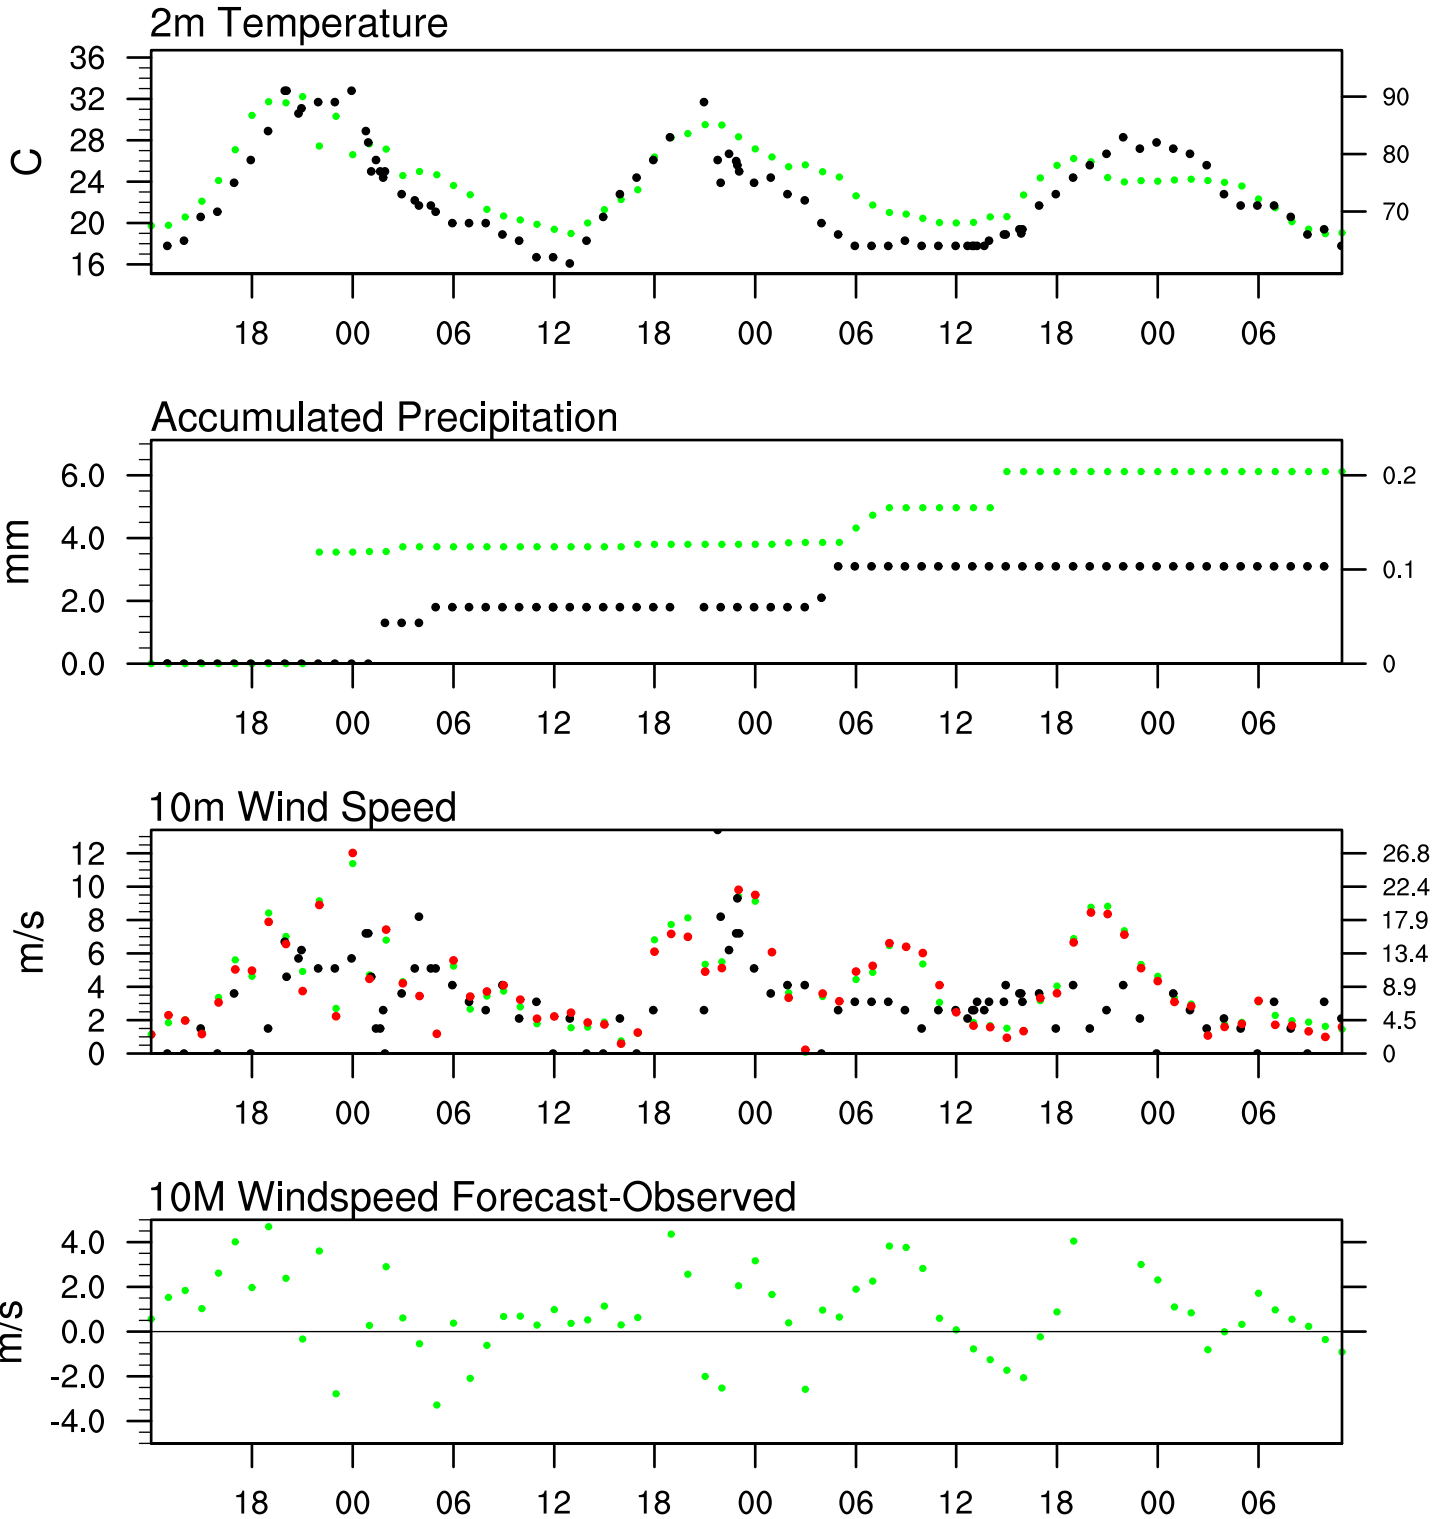 2m Temperature
36
32
28
24
20
16
C
90
80
70
18 00 06 12 18 00 06 12 18 00 06
Accumulated Precipitation
6.0
4.0
2.0
0.0
mm
0.2
0.1
0
18 00 06 12 18 00 06 12 18 00 06
10m Wind Speed
12
10
8
6
4
2
0
m/s
26.8
22.4
17.9
13.4
8.9
4.5
0
18 00 06 12 18 00 06 12 18 00 06
10M Windspeed Forecast-Observed
4.0
2.0
0.0
-2.0
-4.0
m/s
18 00 06 12 18 00 06 12 18 00 06